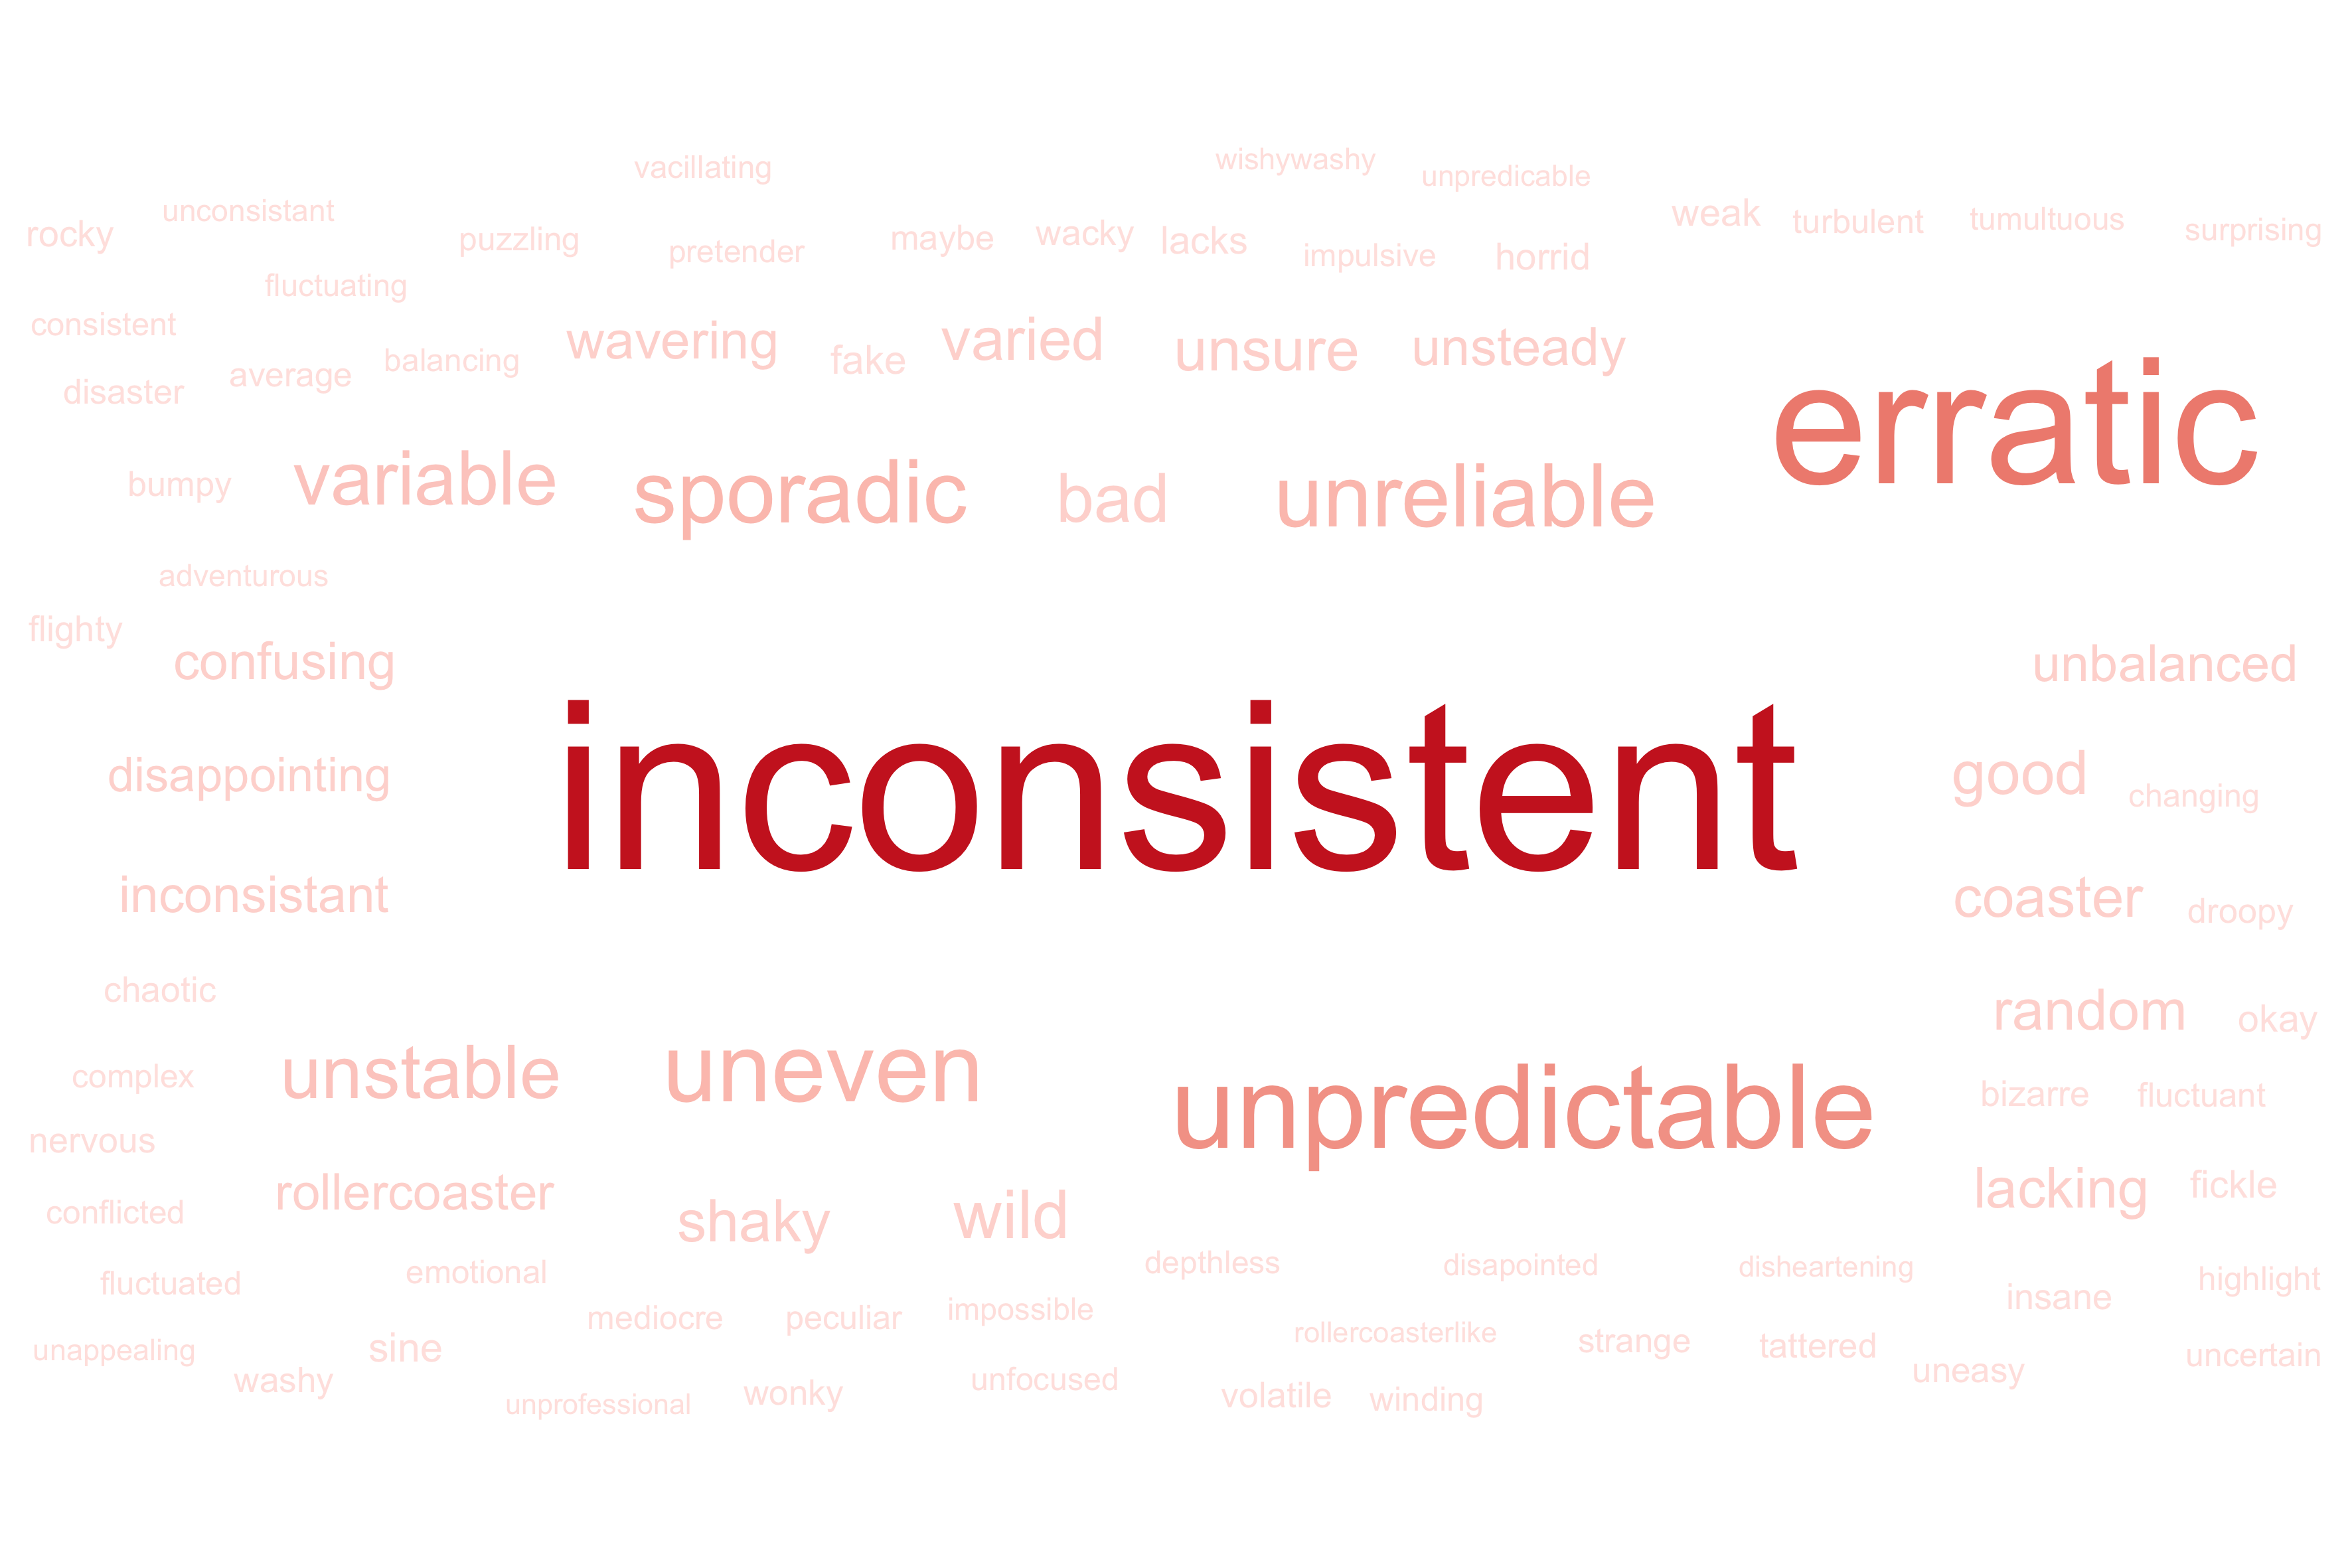 vacillating
wishywashy
unpredicable
rocky
unconsistant
puzzling
pretender
maybe
wacky
lacks
impulsive
horrid
weak
turbulent
tumultuous
surprising
fluctuating
consistent
disaster
average
balancing
wavering
fake
varied
unsure
unsteady
erratic
bumpy
variable
sporadic
bad
unreliable
adventurous
flighty
confusing
unbalanced
disappointing
inconsistent
good
changing
inconsistant
coaster
droopy
chaotic
random
okay
complex
unstable
uneven
unpredictable
bizarre
fluctuant
nervous
conflicted
rollercoaster
shaky
wild
lacking
fickle
fluctuated
emotional
depthless
disapointed
disheartening
insane
highlight
mediocre
peculiar
impossible
rollercoasterlike
strange
tattered
unappealing
washy
sine
unfocused
uneasy
uncertain
unprofessional
wonky
volatile
winding